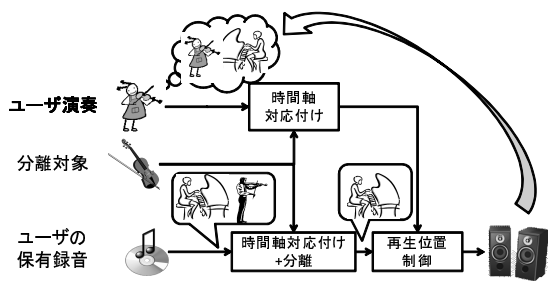 時間軸
対応付け
ユーザ演奏
分離対象
ユーザの
保有録音
時間軸対応付け
+分離
再生位置
制御